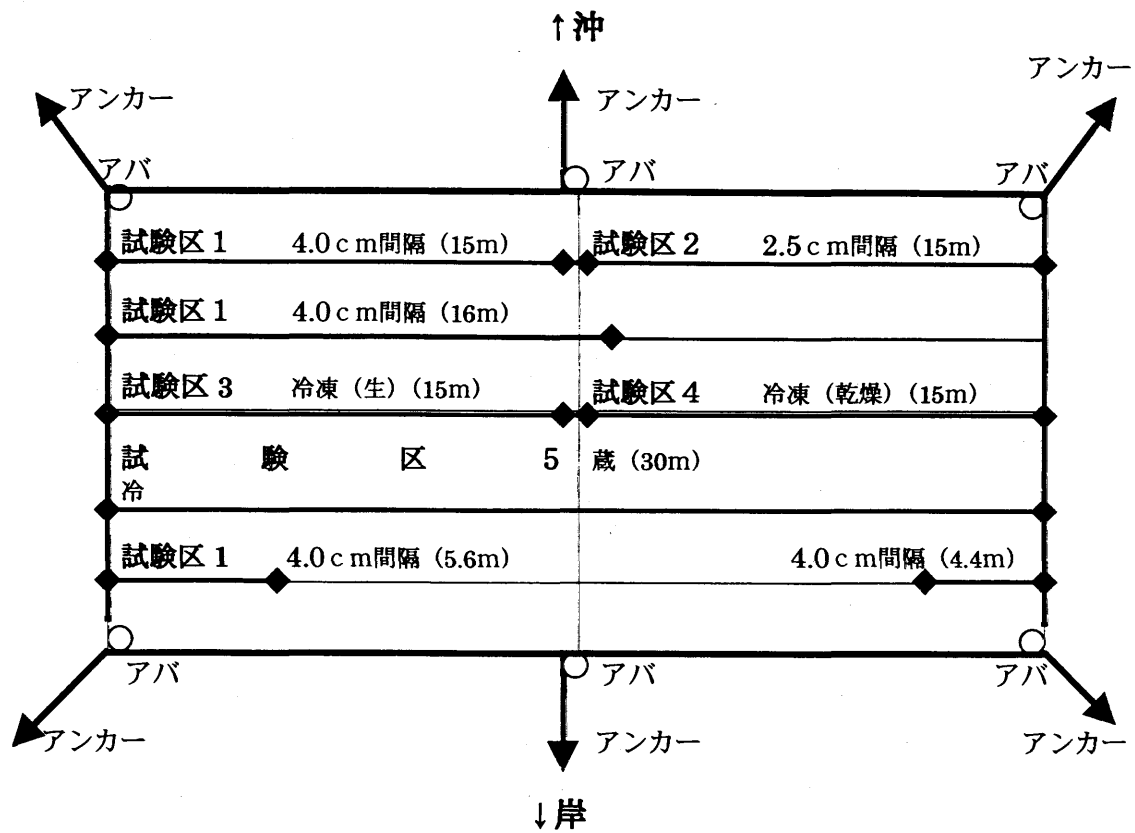 ↑沖
アンカー
アンカー
アンカー
アバ
アバ
アバ
試験区1 4.0cm間隔(15m)
試験区2 2.5cm間隔(15m)
試験区1 4.0cm間隔(16m)
試験区3 冷凍(生)(15m)
試験区4 冷凍(乾燥)(15m)
試験区5 蔵(30m)
冷
試験区1 4.0cm間隔(5.6m)
4.0cm間隔(4.4m)
アバ
アバ
アバ
アンカー
アンカー
アンカー
↓岸